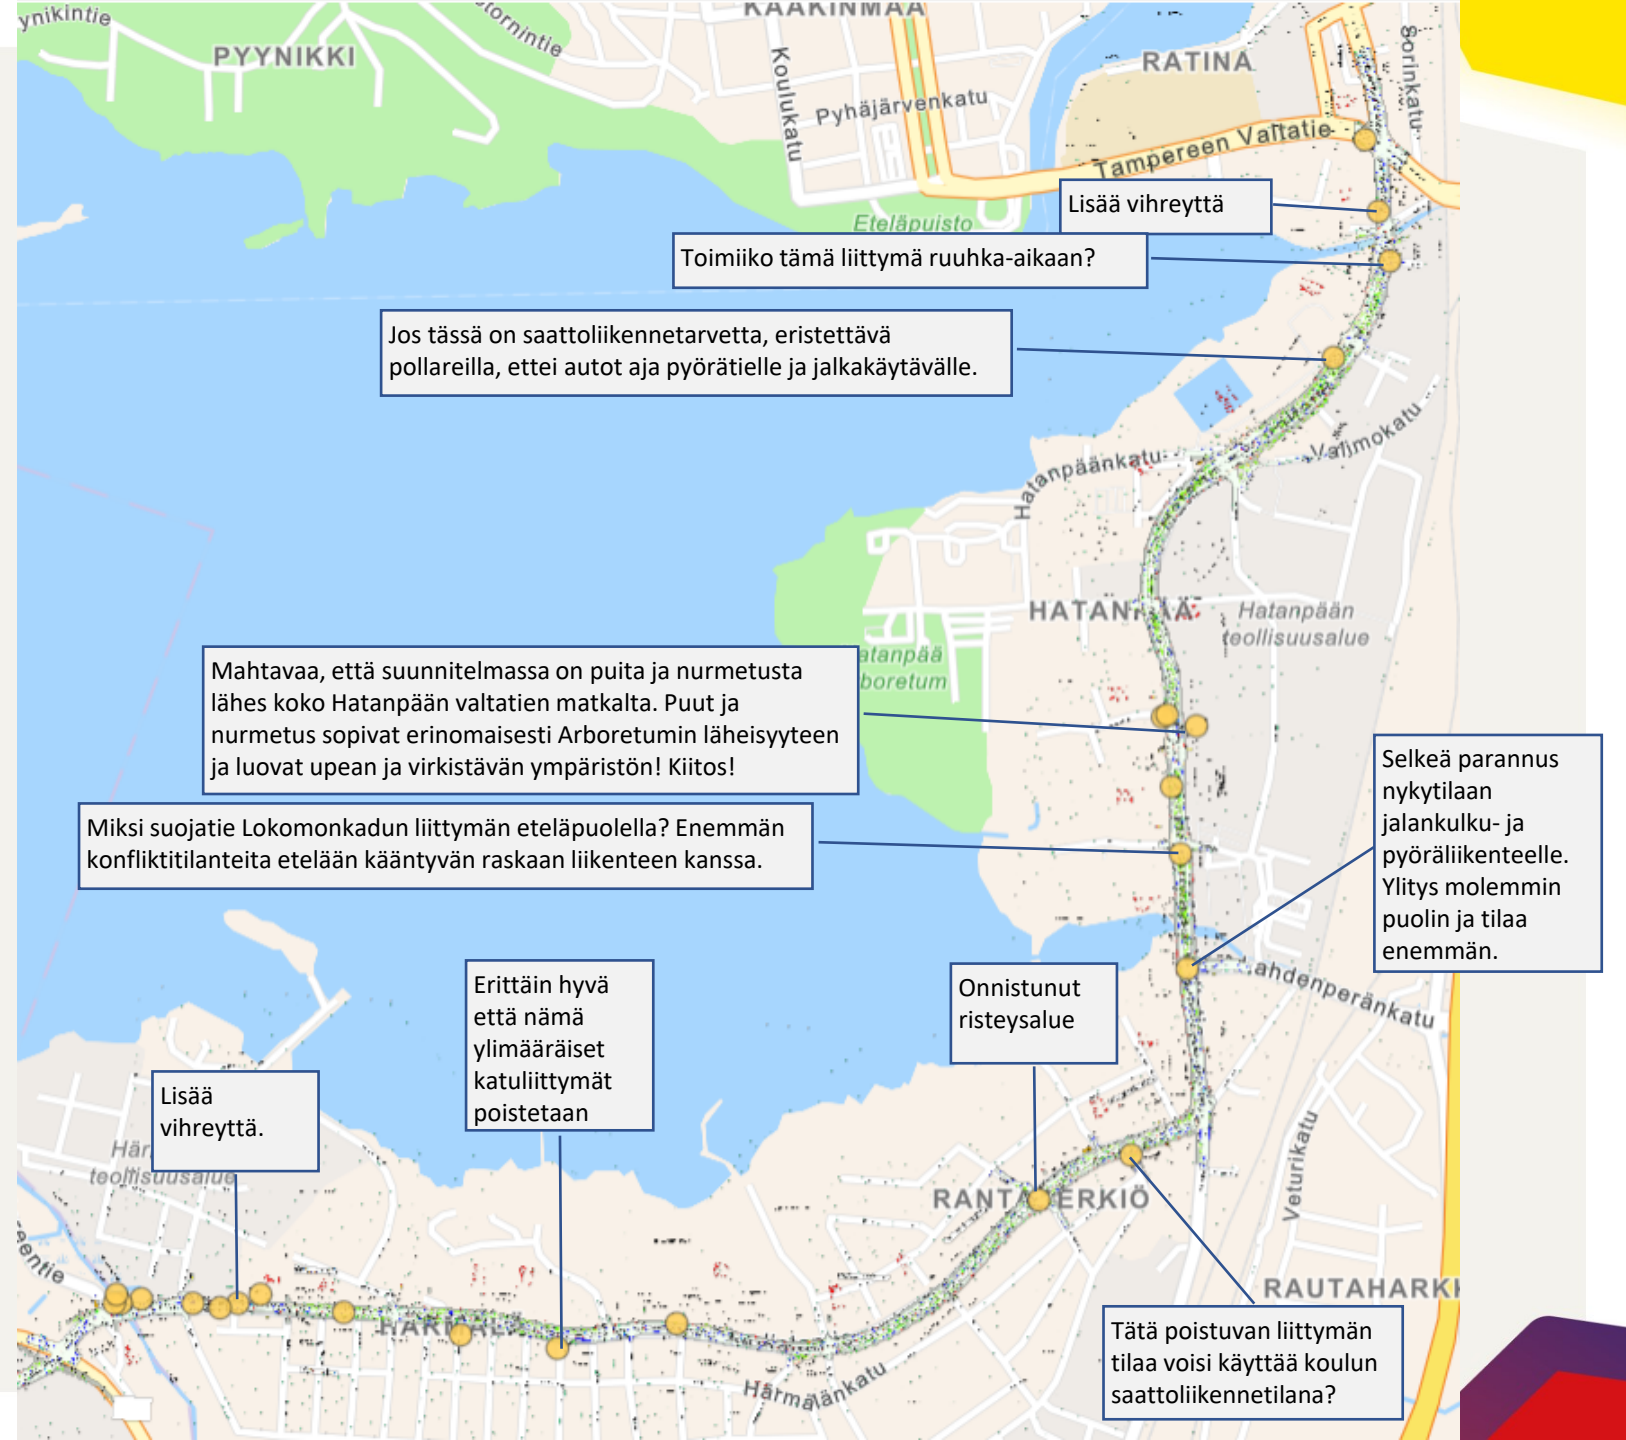 ynikintie
PYYNIKKI
KAAKINMAA
Koulukatu
Pyhäjärvenkatu
RATINA
Sorinkatu
Tampereen Valtatie
Eteläpuisto
Lisää vihreyttä
Toimiiko tämä liittymä ruuhka-aikaan?
Jos tässä on saattoliikennetarvetta, eristettävä
pollareilla, ettei autot aja pyörätielle ja jalkakäytävälle.
Hatanpäänkatu
Valimokatu
Hatanpään
teollisuusalue
atanpää
boretum
Mahtavaa, että suunnitelmassa on puita ja nurmetusta
lähes koko Hatanpään valtatien matkalta. Puut ja
nurmetus sopivat erinomaisesti Arboretumin läheisyyteen
ja luovat upean ja virkistävän ympäristön! Kiitos!
Miksi suojatie Lokomonkadun liittymän eteläpuolella? Enemmän
konfliktitilanteita etelään kääntyvän raskaan liikenteen kanssa.
Selkeä parannus
nykytilaan
jalankulku- ja
pyöräliikenteelle.
Ylitys molemmin
puolin ja tilaa
enemmän.
ahdenperänkatu
Erittäin hyvä
että nämä
ylimääräiset
katuliittymät
poistetaan
Onnistunut
risteysalue
Lisää
vihreyttä.
Här
teollisuusalue
Veturikatu
RAUTAHARKK
Härmälänkatu
Tätä poistuvan liittymän
tilaa voisi käyttää koulun
saattoliikennetilana?